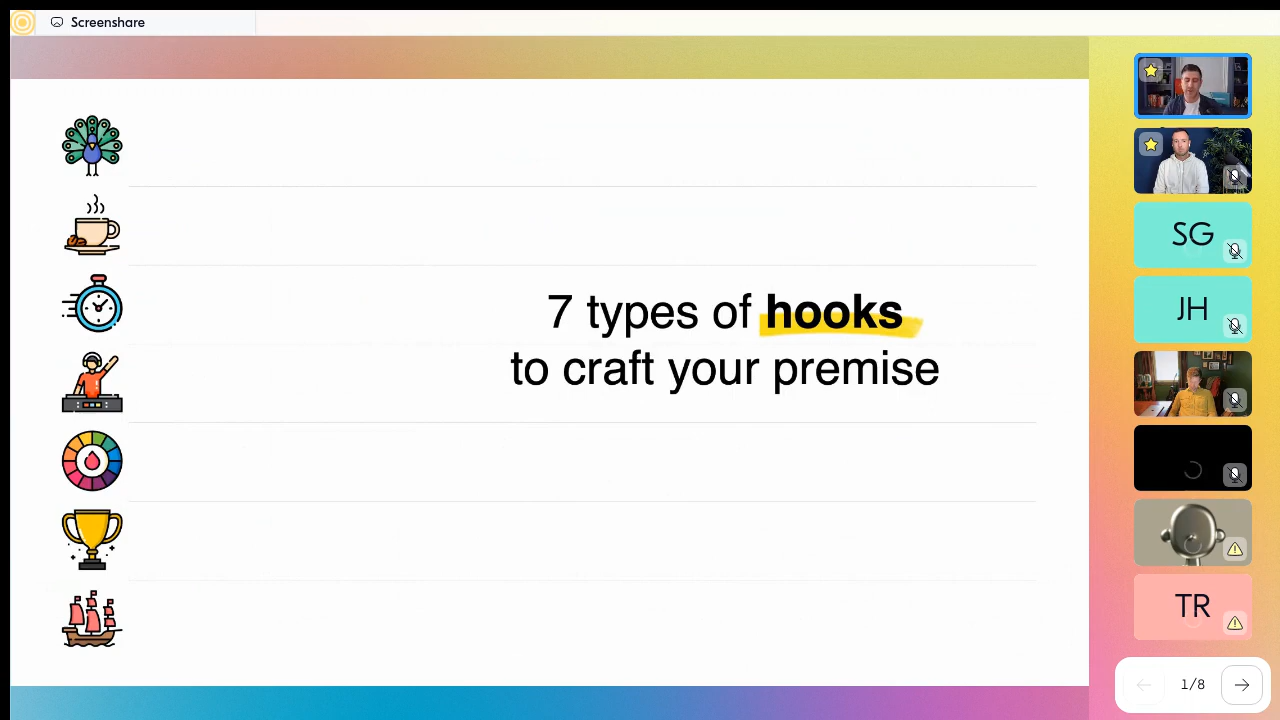 Screenshare
7 types of hooks
to craft your premise
SG
JH
TR
1/8